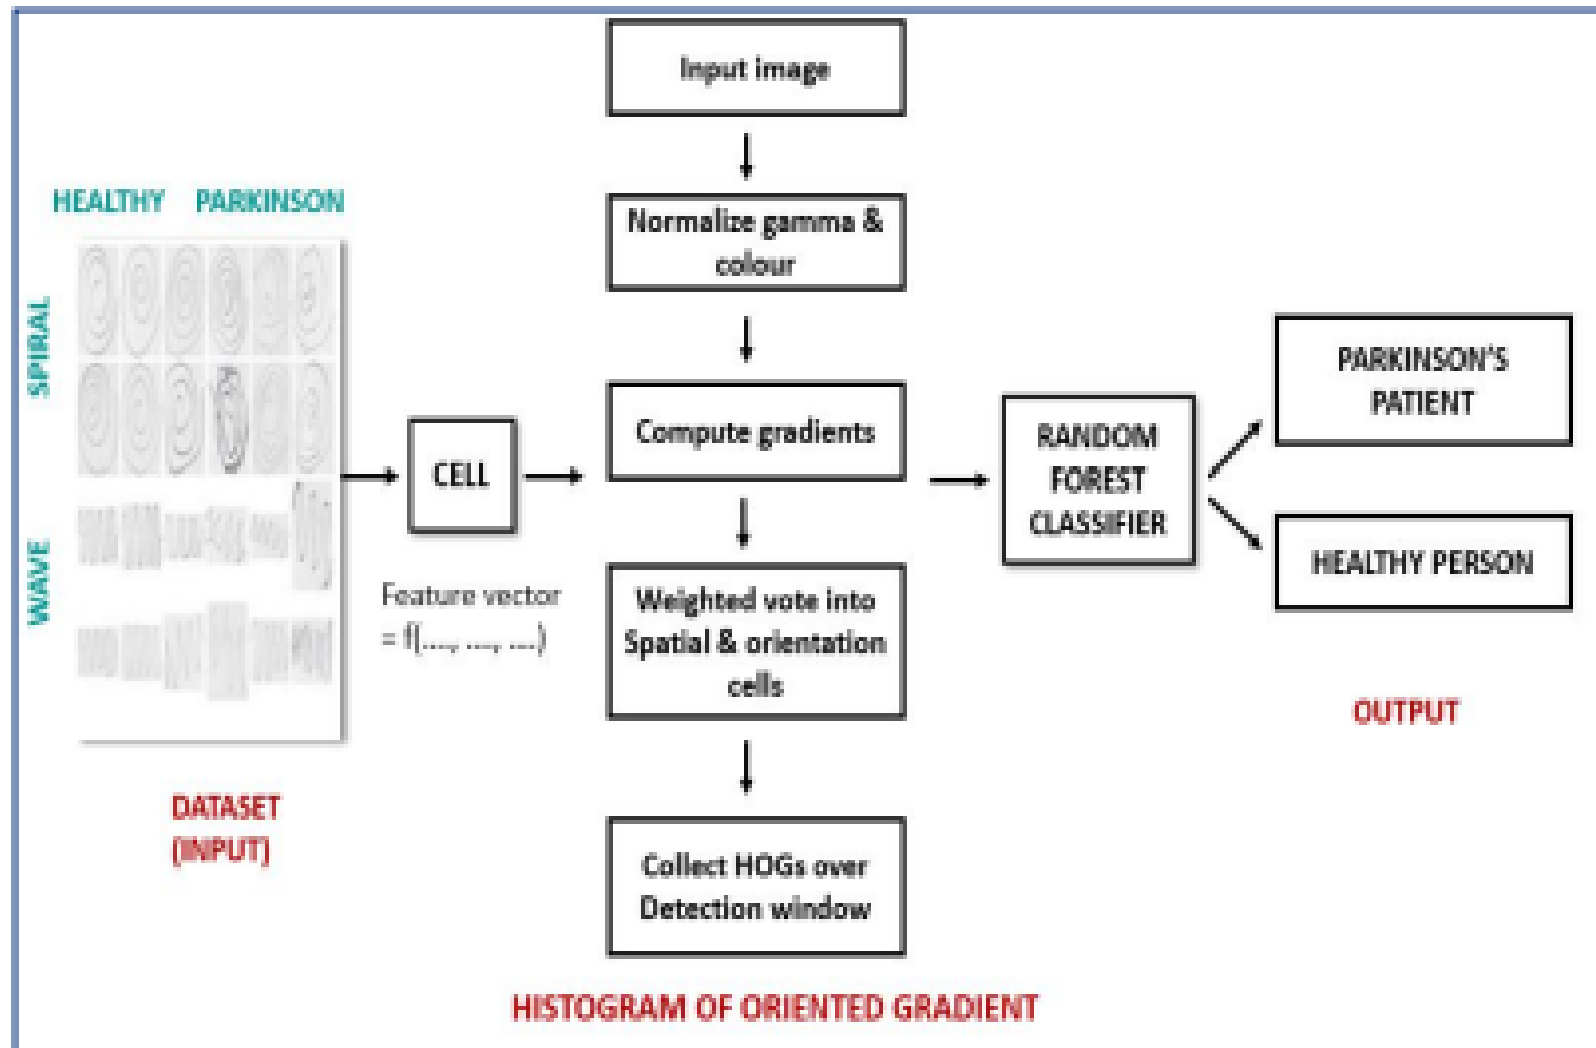 Input image
Normalize gamma &
colour
Compute gradients
Weighted vote into
Spatial & orientation
cells
Collect HOGs over
Detection window
HISTOGRAM OF ORIENTED GRADIENT
HEALTHY PARKINSON
SPIRAL
WAVE
DATASET
(INPUT)
CELL
Feature vector
= f(...., ...., ....)
RANDOM
FOREST
CLASSIFIER
PARKINSON'S
PATIENT
HEALTHY PERSON
OUTPUT